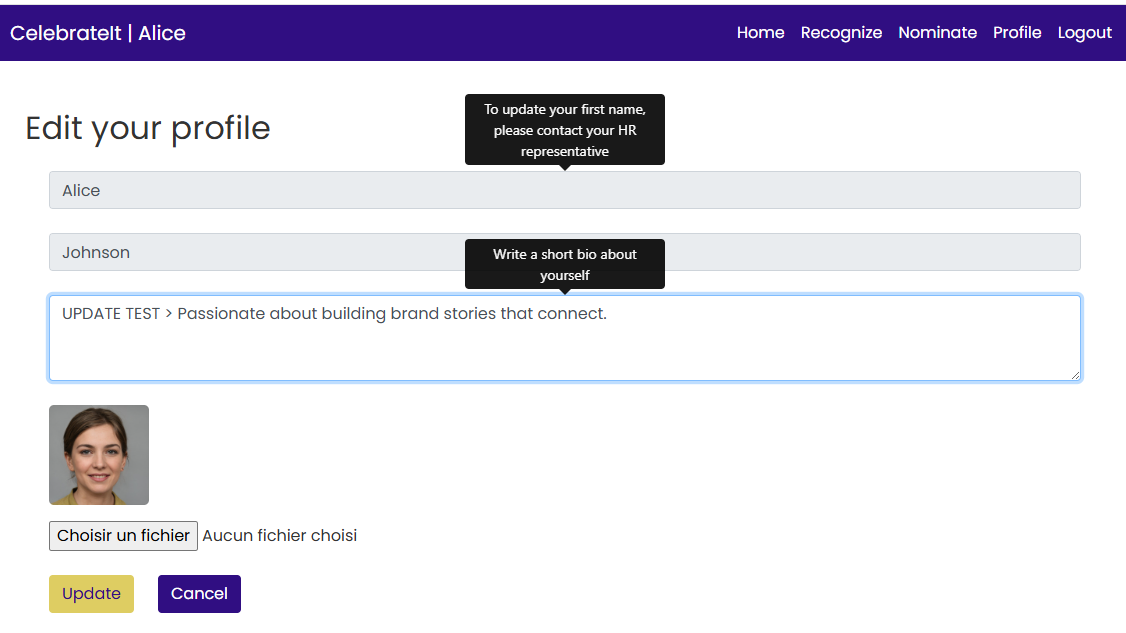 CelebrateIt | Alice
Home Recognize Nominate Profile Logout
Edit your profile
To update your first name,
please contact your HR
representative
Alice
Johnson
Write a short bio about
yourself
UPDATE TEST > Passionate about building brand stories that connect.
Choisir un fichier Aucun fichier choisi
Update Cancel